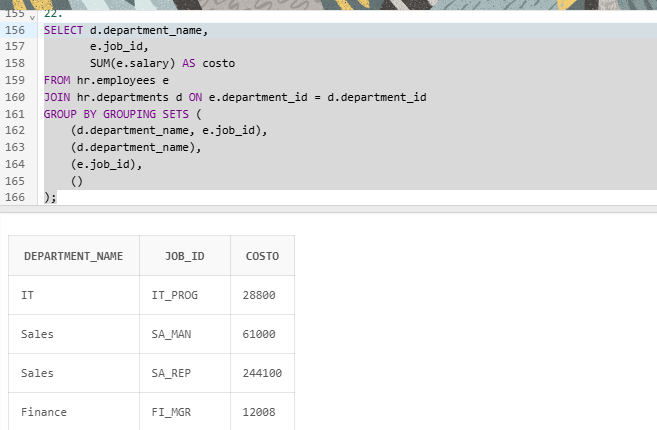 155 22.
156 SELECT d.department_name,
157 e.job_id,
158 SUM(e.salary) AS costo
159 FROM hr.employees e
160 JOIN hr.departments d ON e.department_id = d.department_id
161 GROUP BY GROUPING SETS (
162 (d.department_name, e.job_id),
163 (d.department_name),
164 (e.job_id),
165 ()
166 );
DEPARTMENT_NAME JOB_ID COSTO
IT IT_PROG 28800
Sales SA_MAN 61000
Sales SA_REP 244100
Finance FI_MGR 12008